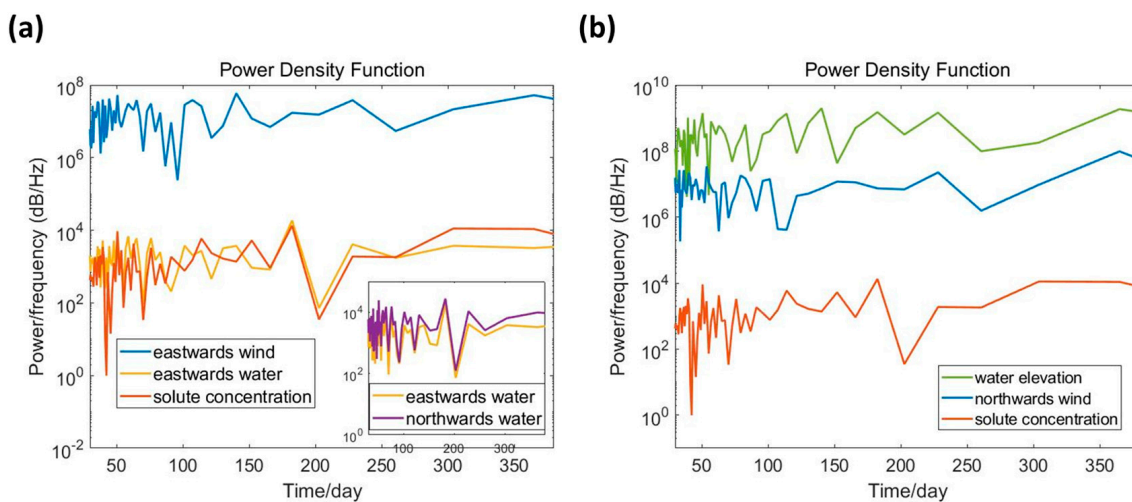 (a)
Power Density Function
Power/frequency (dB/Hz)
10^8
10^6
10^4
10^2
10^0
10^-2
50 100 150 200 250 300 350
Time/day
eastwards wind
eastwards water
solute concentration
10^4
10^2
10^0
100 200 300
eastwards water
northwards water
(b)
Power Density Function
Power/frequency (dB/Hz)
10^10
10^8
10^6
10^4
10^2
10^0
50 100 150 200 250 300 350
Time/day
water elevation
northwards wind
solute concentration